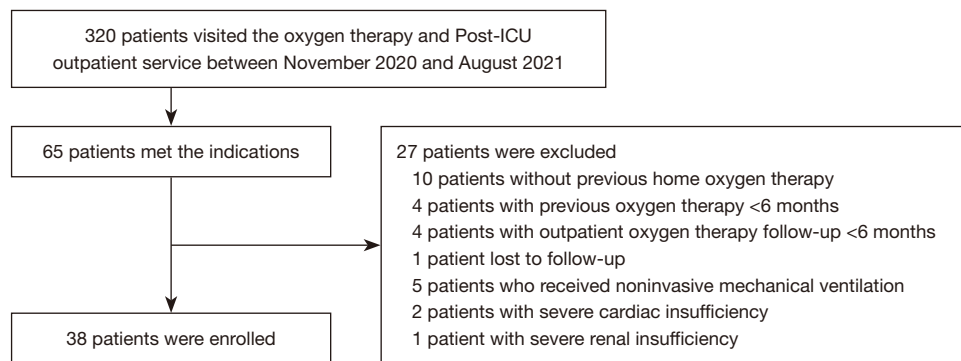 320 patients visited the oxygen therapy and Post-ICU
outpatient service between November 2020 and August 2021
65 patients met the indications
27 patients were excluded
10 patients without previous home oxygen therapy
4 patients with previous oxygen therapy <6 months
4 patients with outpatient oxygen therapy follow-up <6 months
1 patient lost to follow-up
5 patients who received noninvasive mechanical ventilation
2 patients with severe cardiac insufficiency
1 patient with severe renal insufficiency
38 patients were enrolled